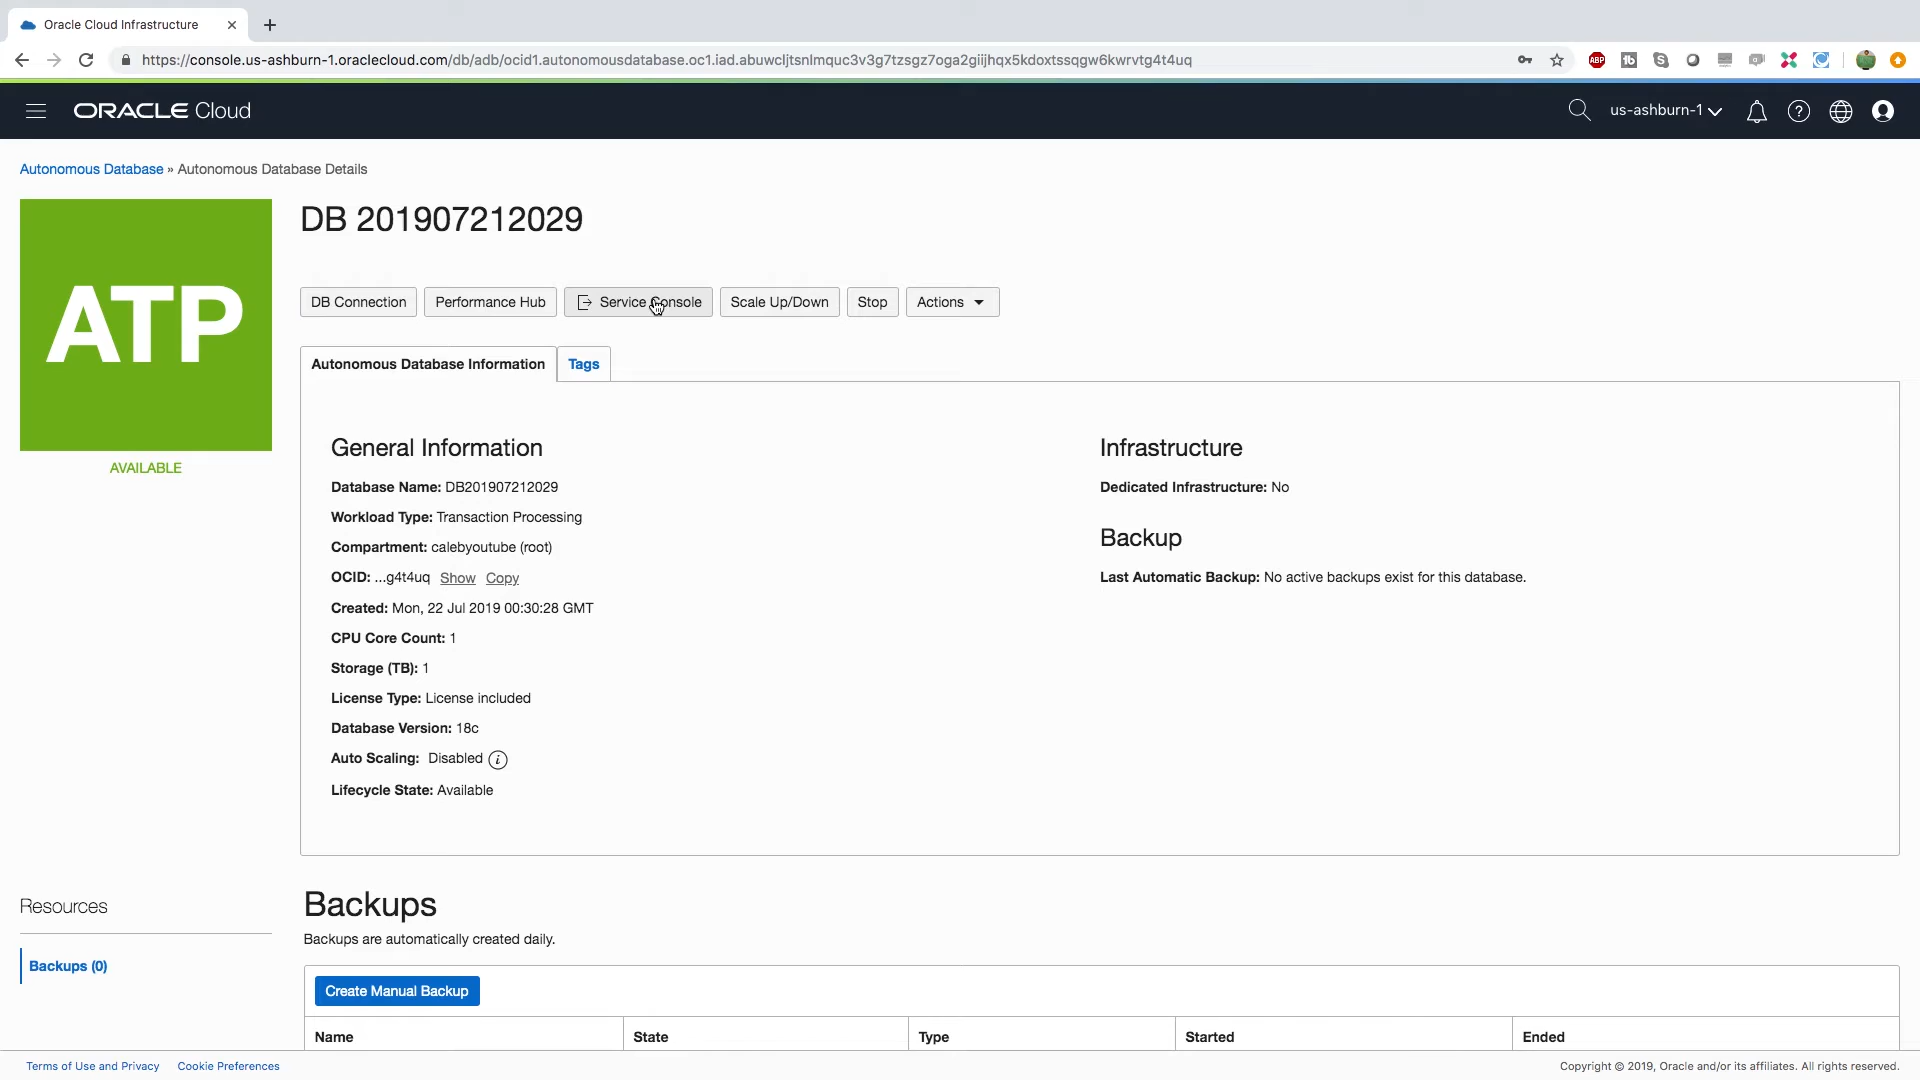 Oracle Cloud Infrastructure
https://console.us-ashburn-1.oraclecloud.com/db/adb/ocid1.autonomousdatabase.oc1.iad.abuwcljtsnlmquc3v3g7tzsgz7oga2giijhqx5kdoxtssqgw6kwrvtg4t4uq
ABP
ORACLE Cloud
us-ashburn-1
Autonomous Database » Autonomous Database Details
ATP
AVAILABLE
DB 201907212029
DB Connection Performance Hub Service Console Scale Up/Down Stop Actions
Autonomous Database Information Tags
General Information
Database Name: DB201907212029
Workload Type: Transaction Processing
Compartment: calebyoutube (root)
OCID: ...g4t4uq Show Copy
Created: Mon, 22 Jul 2019 00:30:28 GMT
CPU Core Count: 1
Storage (TB): 1
License Type: License included
Database Version: 18c
Auto Scaling: Disabled i
Lifecycle State: Available
Infrastructure
Dedicated Infrastructure: No
Backup
Last Automatic Backup: No active backups exist for this database.
Resources
Backups (0)
Backups
Backups are automatically created daily.
Create Manual Backup
Name State Type Started Ended
Terms of Use and Privacy Cookie Preferences
Copyright © 2019, Oracle and/or its affiliates. All rights reserved.